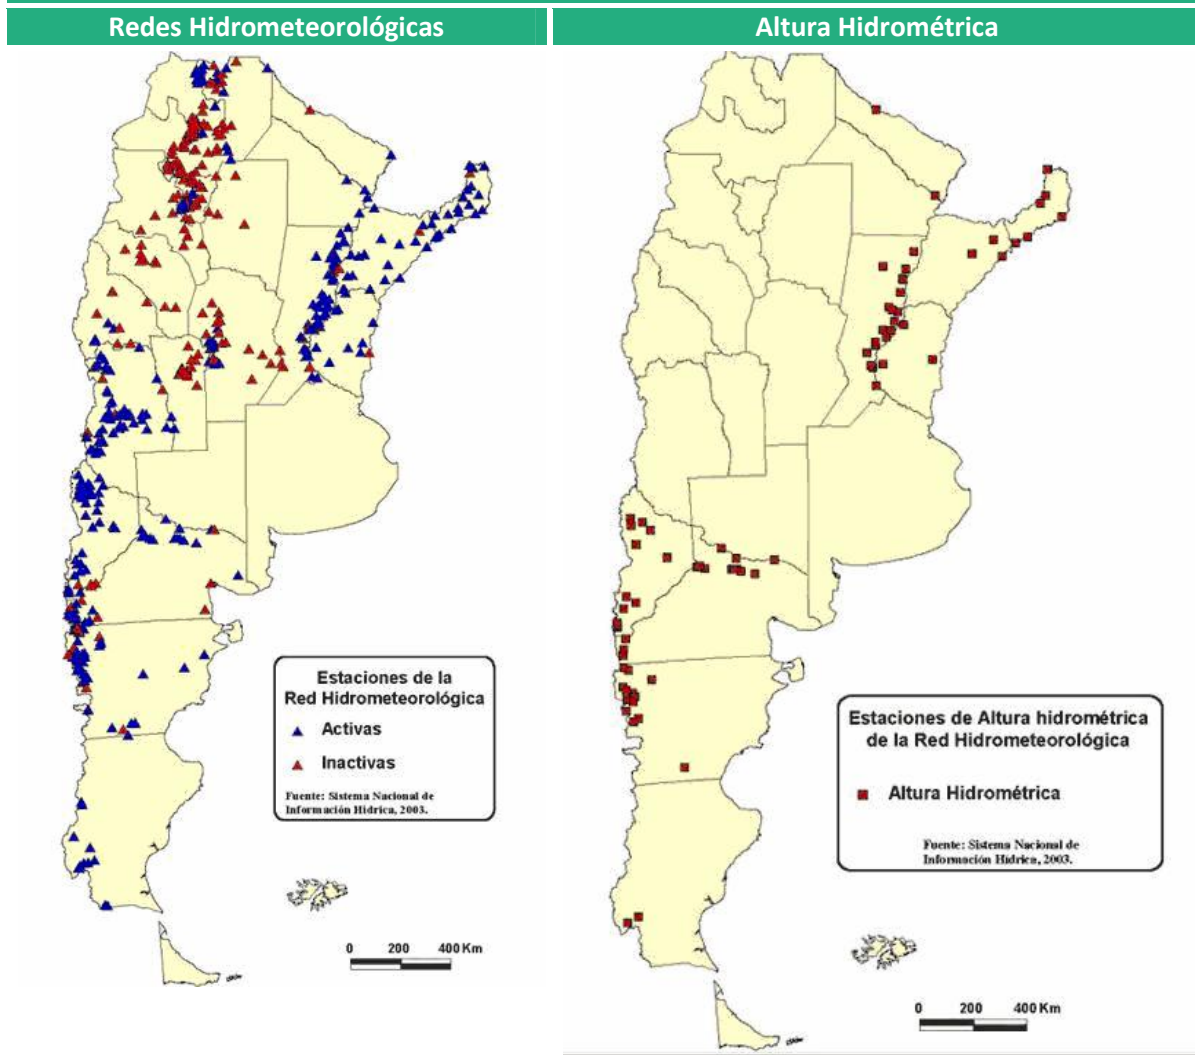 Redes Hidrometeorológicas
Altura Hidrométrica
Estaciones de la
Red Hidrometeorológica
Activas
Inactivas
Fuente: Sistema Nacional de
Información Hídrica, 2003.
0 200 400 Km
Estaciones de Altura hidrométrica
de la Red Hidrometeorológica
Altura Hidrométrica
Fuente: Sistema Nacional de
Información Hídrica, 2003.
0 200 400 Km